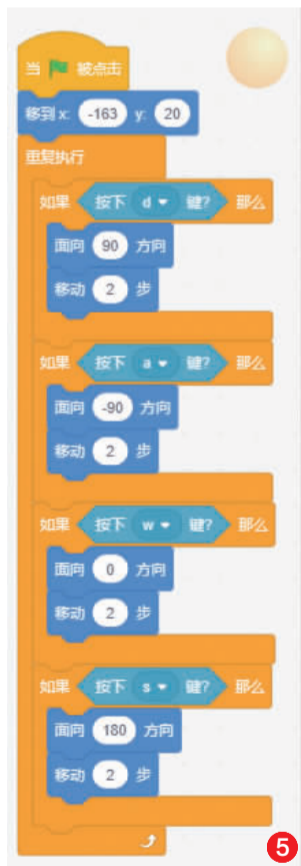 当 被点击
移到 x: -163 y: 20
重复执行
如果 按下 d 键? 那么
面向 90 方向
移动 2 步
如果 按下 a 键? 那么
面向 -90 方向
移动 2 步
如果 按下 w 键? 那么
面向 0 方向
移动 2 步
如果 按下 s 键? 那么
面向 180 方向
移动 2 步
5